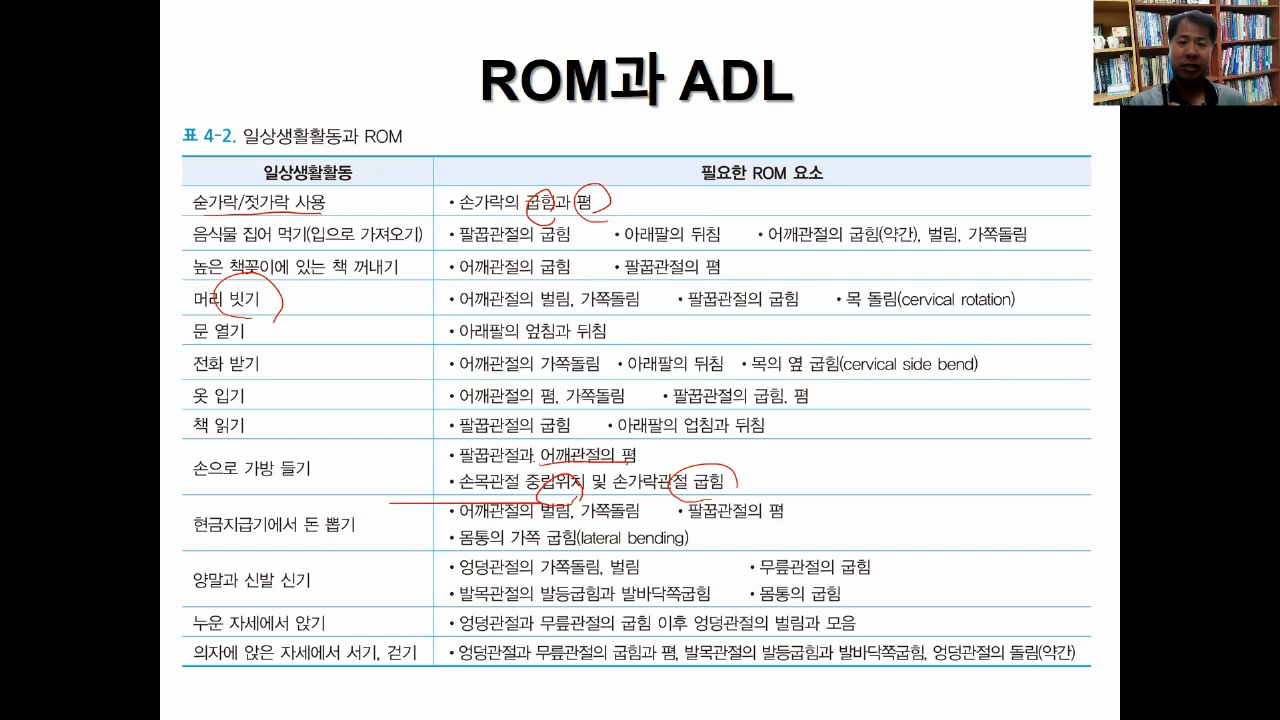 ROM과 ADL
표 4-2. 일상생활활동과 ROM
일상생활활동 필요한 ROM 요소
숟가락/젓가락 사용 • 손가락의 굽힘과 폄
음식물 집어 먹기(입으로 가져오기) • 팔꿉관절의 굽힘 • 아래팔의 뒤침 • 어깨관절의 굽힘(약간), 벌림, 가쪽돌림
높은 책꽂이에 있는 책 꺼내기 • 어깨관절의 굽힘 • 팔꿉관절의 폄
머리 빗기 • 어깨관절의 벌림, 가쪽돌림 • 팔꿉관절의 굽힘 • 목 돌림(cervical rotation)
문 열기 • 아래팔의 엎침과 뒤침
전화 받기 • 어깨관절의 가쪽돌림 • 아래팔의 뒤침 • 목의 옆 굽힘(cervical side bend)
옷 입기 • 어깨관절의 폄, 가쪽돌림 • 팔꿉관절의 굽힘, 폄
책 읽기 • 팔꿉관절의 굽힘 • 아래팔의 업침과 뒤침
손으로 가방 들기 • 팔꿉관절과 어깨관절의 폄
• 손목관절 중립위치 및 손가락관절 굽힘
현금지급기에서 돈 뽑기 • 어깨관절의 벌림, 가쪽돌림 • 팔꿉관절의 폄
• 몸통의 가쪽 굽힘(lateral bending)
양말과 신발 신기 • 엉덩관절의 가쪽돌림, 벌림 • 무릎관절의 굽힘
• 발목관절의 발등굽힘과 발바닥쪽굽힘 • 몸통의 굽힘
누운 자세에서 앉기 • 엉덩관절과 무릎관절의 굽힘 이후 엉덩관절의 벌림과 모음
의자에 앉은 자세에서 서기, 걷기 • 엉덩관절과 무릎관절의 굽힘과 폄, 발목관절의 발등굽힘과 발바닥쪽굽힘, 엉덩관절의 돌림(약간)